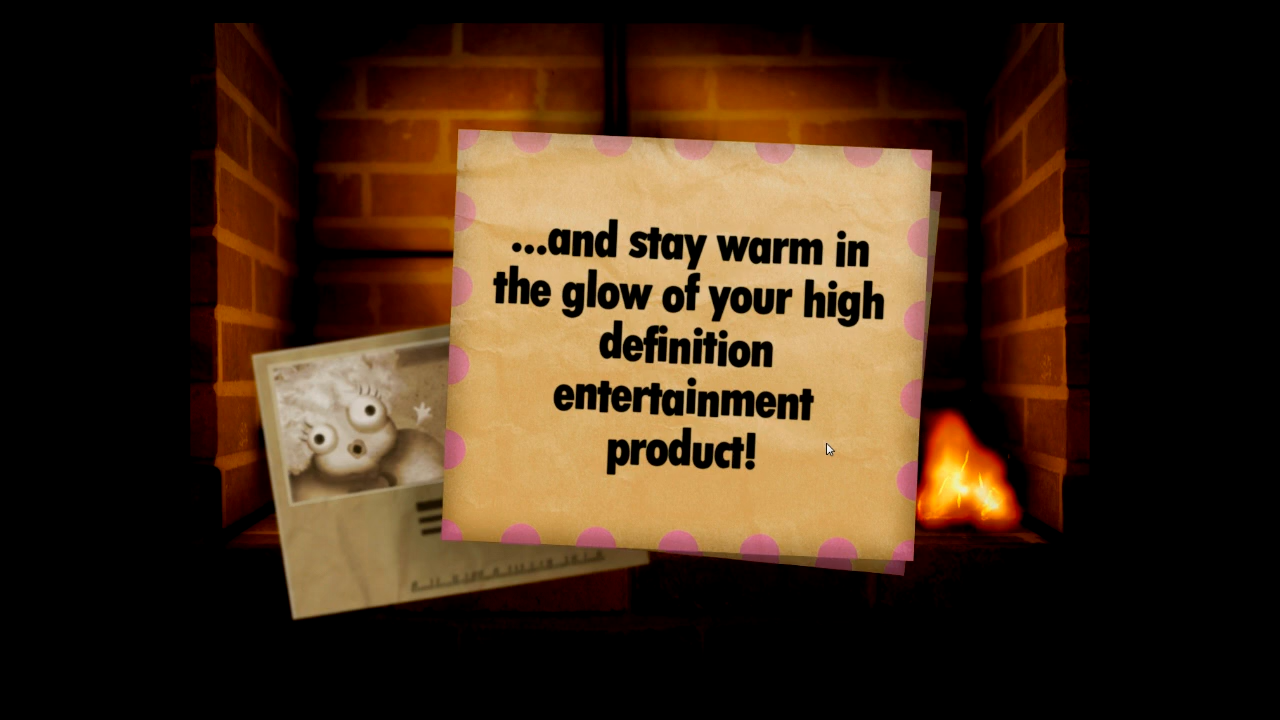 ...and stay warm in
the glow of your high
definition
entertainment
product!